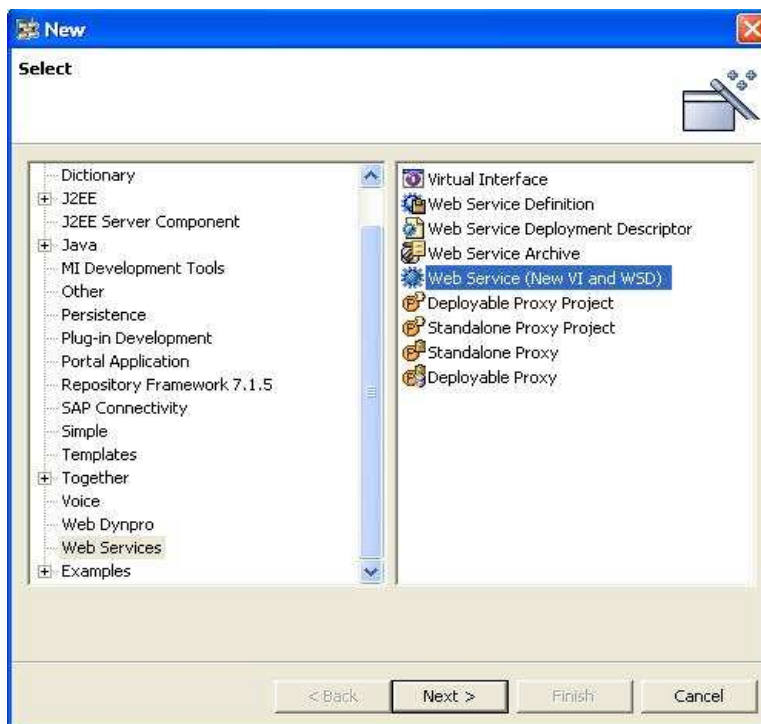 New
Select
Dictionary
J2EE
J2EE Server Component
Java
MI Development Tools
Other
Persistence
Plug-in Development
Portal Application
Repository Framework 7.1.5
SAP Connectivity
Simple
Templates
Together
Voice
Web Dynpro
Web Services
Examples
Virtual Interface
Web Service Definition
Web Service Deployment Descriptor
Web Service Archive
Web Service (New VI and WSD)
Deployable Proxy Project
Standalone Proxy Project
Standalone Proxy
Deployable Proxy
< Back
Next >
Finish
Cancel